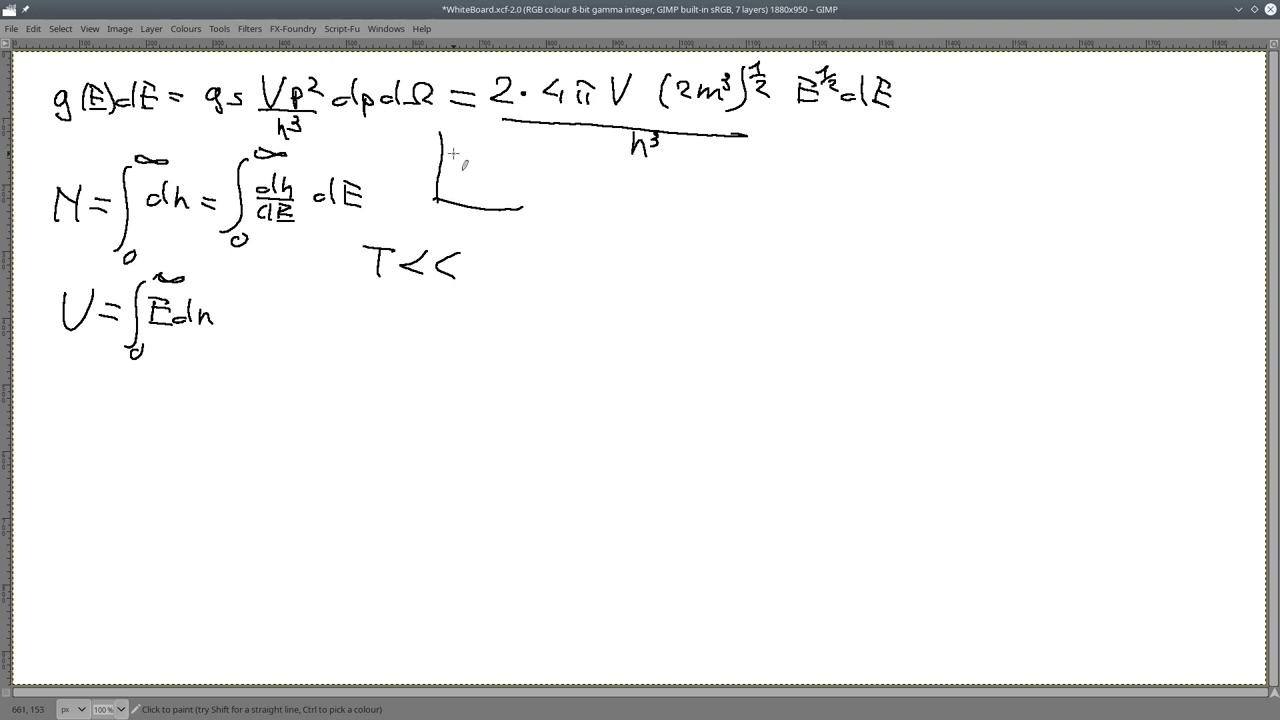 *WhiteBoard.xcf-2.0 (RGB colour 8-bit gamma integer, GIMP built-in sRGB, 7 layers) 1880x950 – GIMP
File Edit Select View Image Layer Colours Tools Filters FX-Foundry Script-Fu Windows Help
g(E)dE = gs Vp²/h³ dpdΩ = 2·4πV (2m³)^½ / h³ E^½ dE
N = ∫₀^∞ dn = ∫₀^∞ dn/dE dE
T <<
U = ∫₀^∞ E dn
661, 153 px 100% Click to paint (try Shift for a straight line, Ctrl to pick a colour)